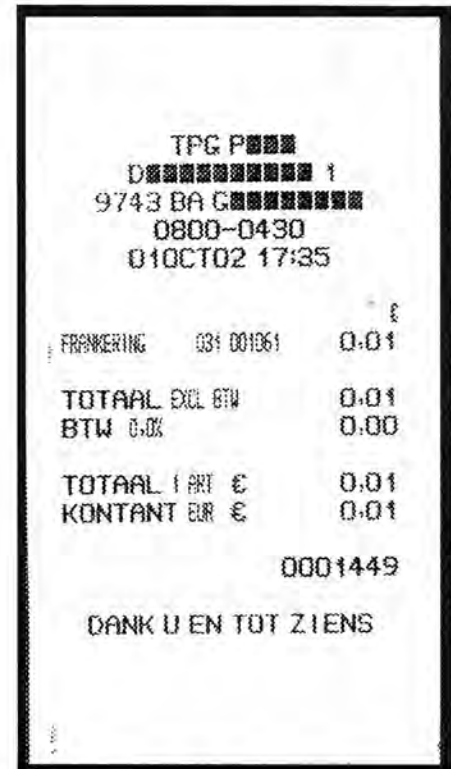 TPG P
D 1
9743 BA G
0800-0430
01OCT02 17:35
€
FRANKERING 031 001061 0.01
TOTAAL EXCL BTW 0.01
BTW 0.0% 0.00
TOTAAL 1 ART € 0.01
KONTANT EUR € 0.01
0001449
DANK U EN TOT ZIENS